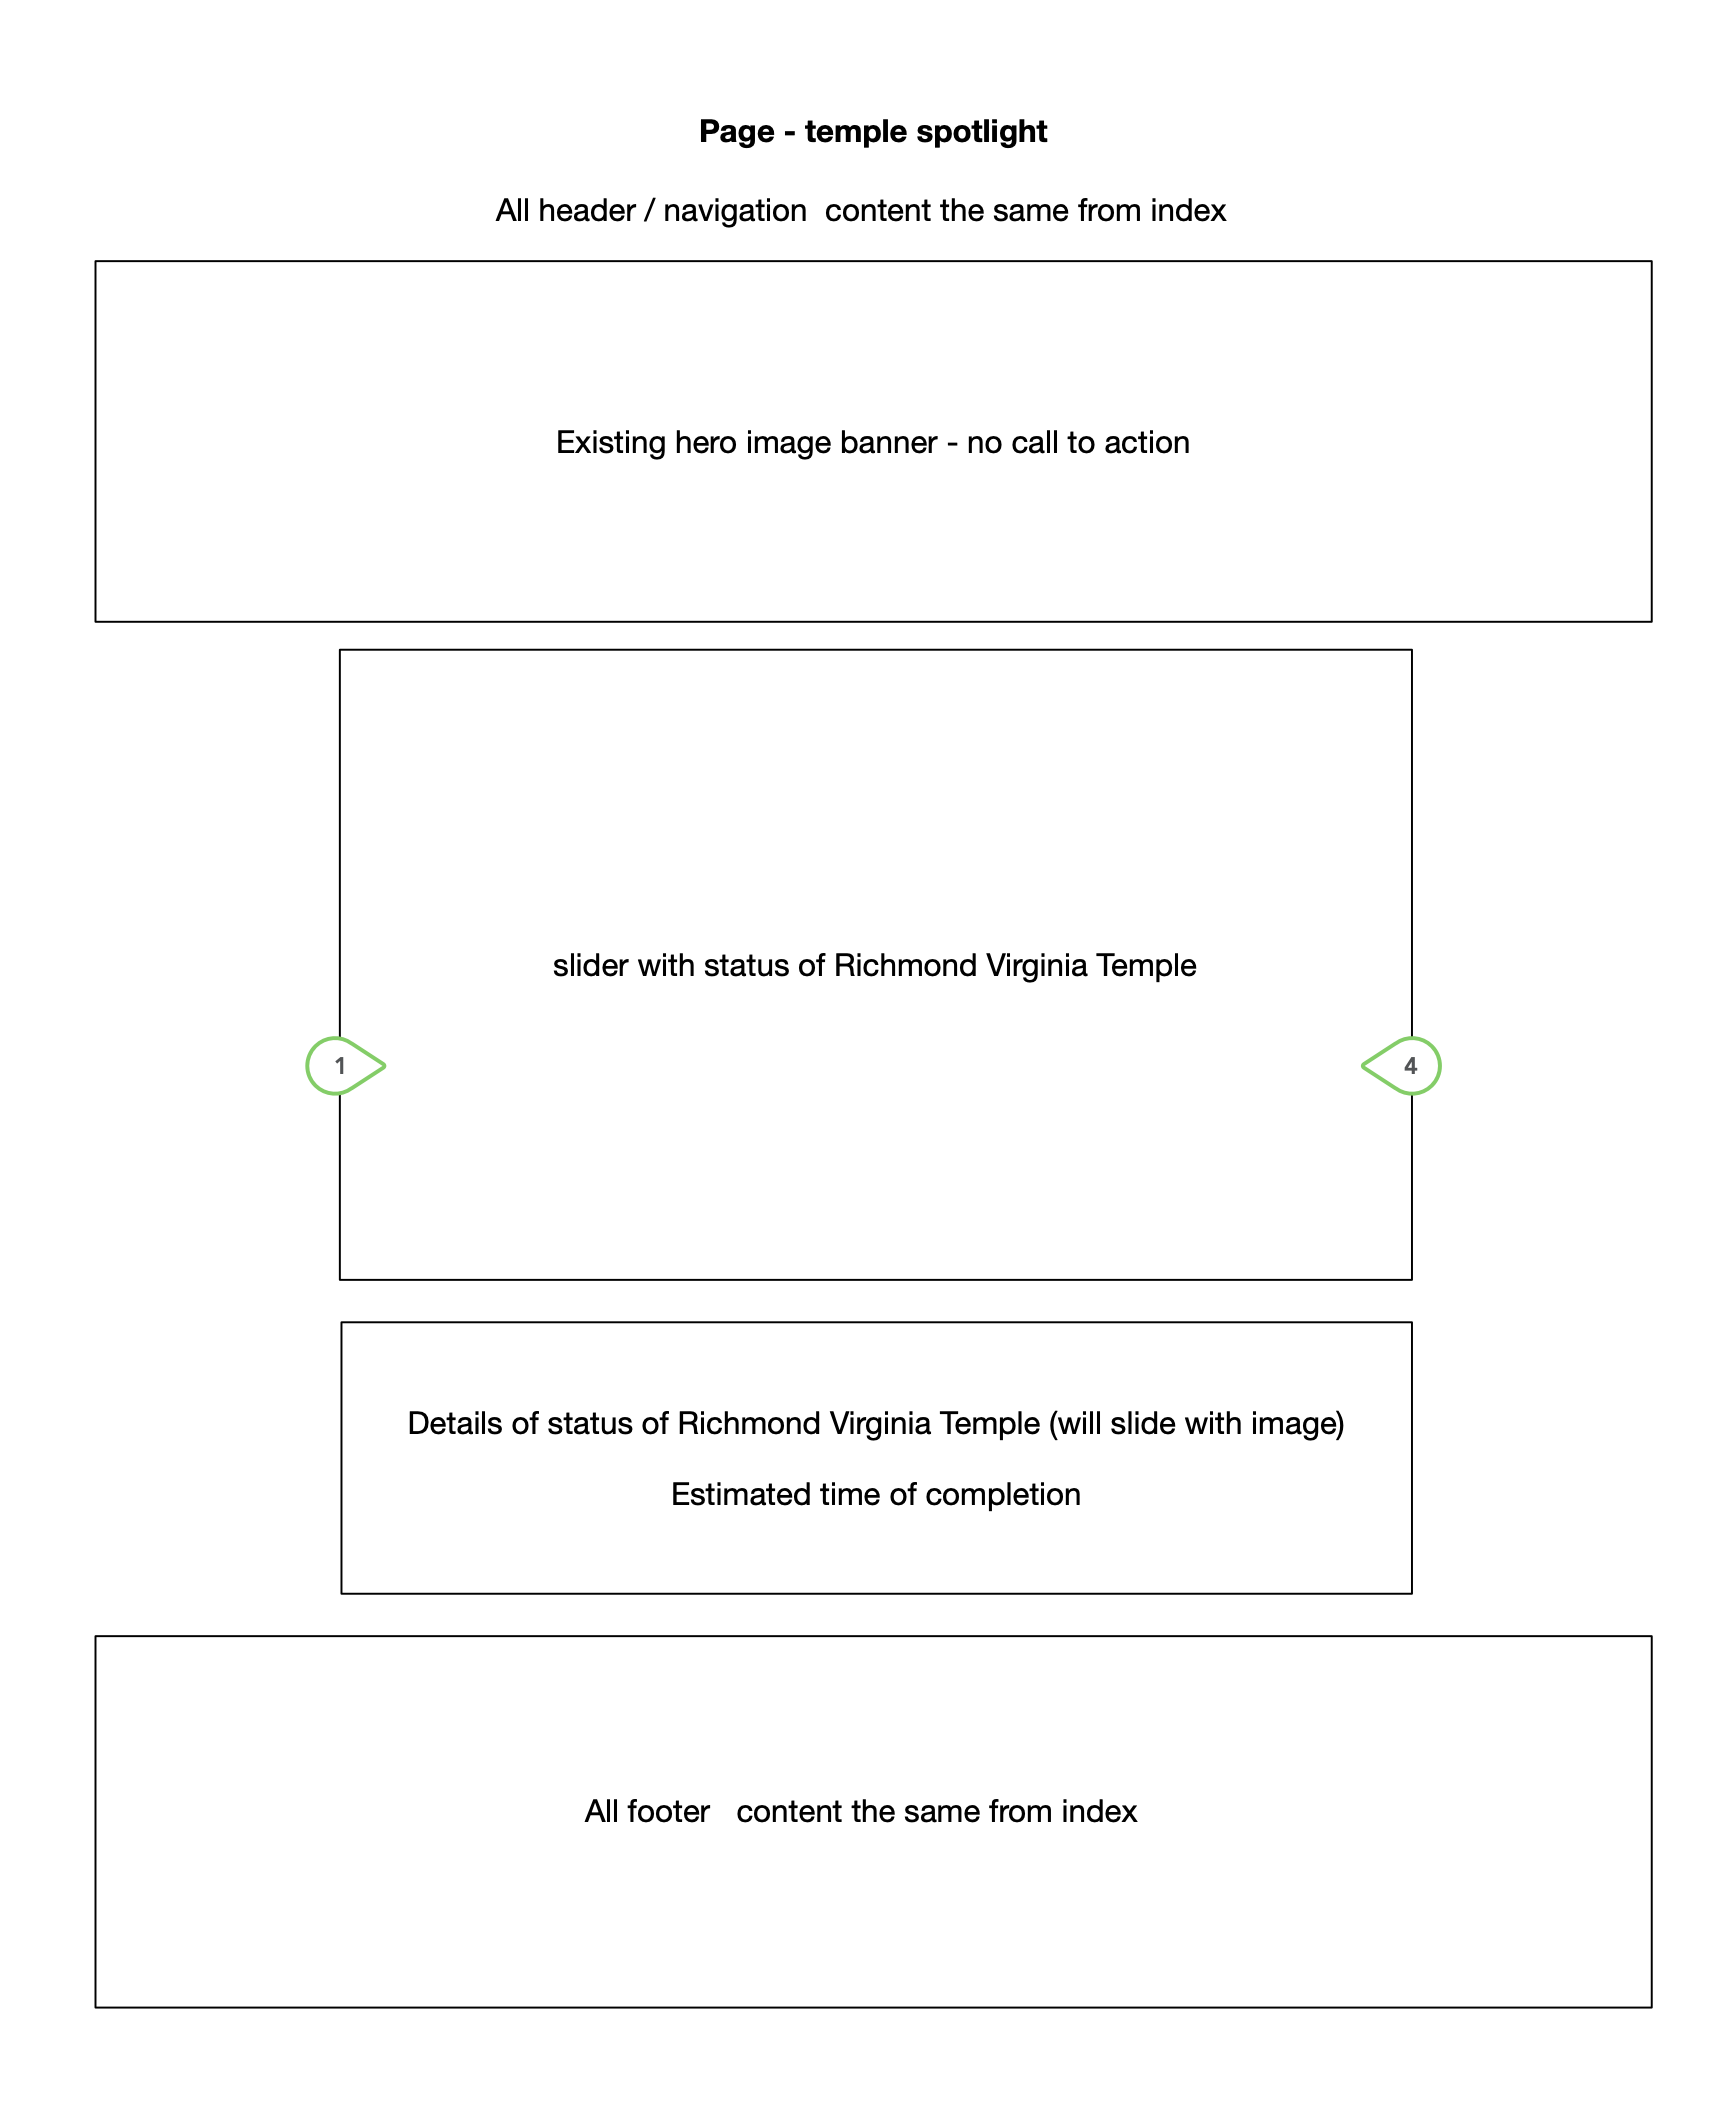 Page - temple spotlight
All header / navigation  content the same from index
Existing hero image banner - no call to action
slider with status of Richmond Virginia Temple
1
4
Details of status of Richmond Virginia Temple (will slide with image)
Estimated time of completion
All footer   content the same from index